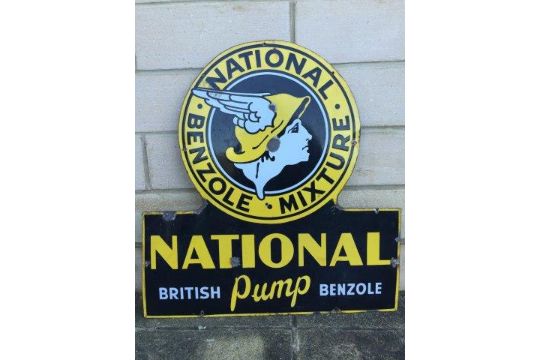 NATIONAL
BENZOLE MIXTURE
NATIONAL
BRITISH Pump BENZOLE